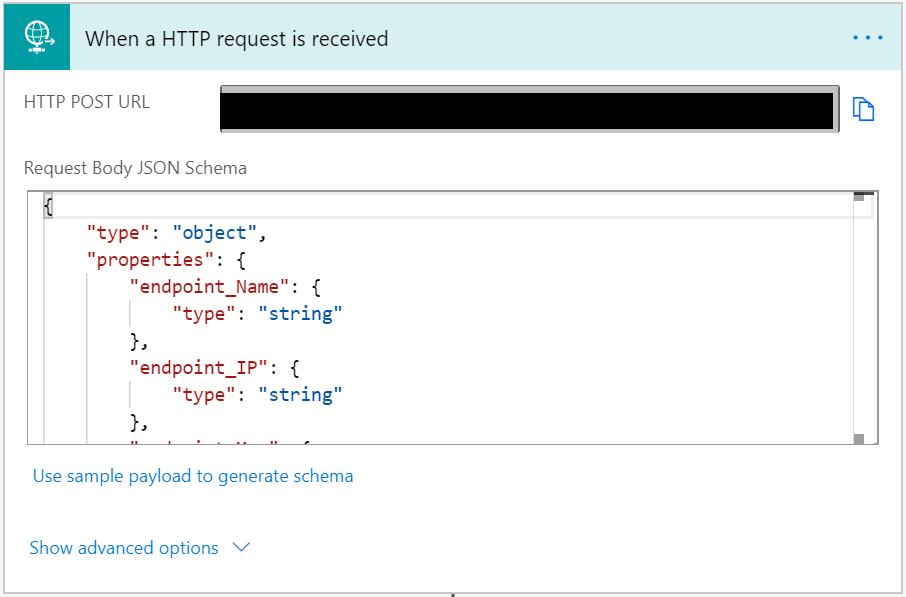 When a HTTP request is received
HTTP POST URL
Request Body JSON Schema
{
"type": "object",
"properties": {
"endpoint_Name": {
"type": "string"
},
"endpoint_IP": {
"type": "string"
},
Use sample payload to generate schema
Show advanced options